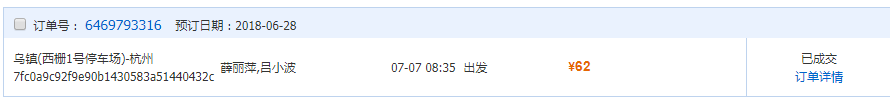 订单号： 6469793316 预订日期：2018-06-28
乌镇(西栅1号停车场)-杭州
7fc0a9c92f9e90b1430583a51440432c
薛丽萍,吕小波
07-07 08:35 出发
¥62
已成交
订单详情